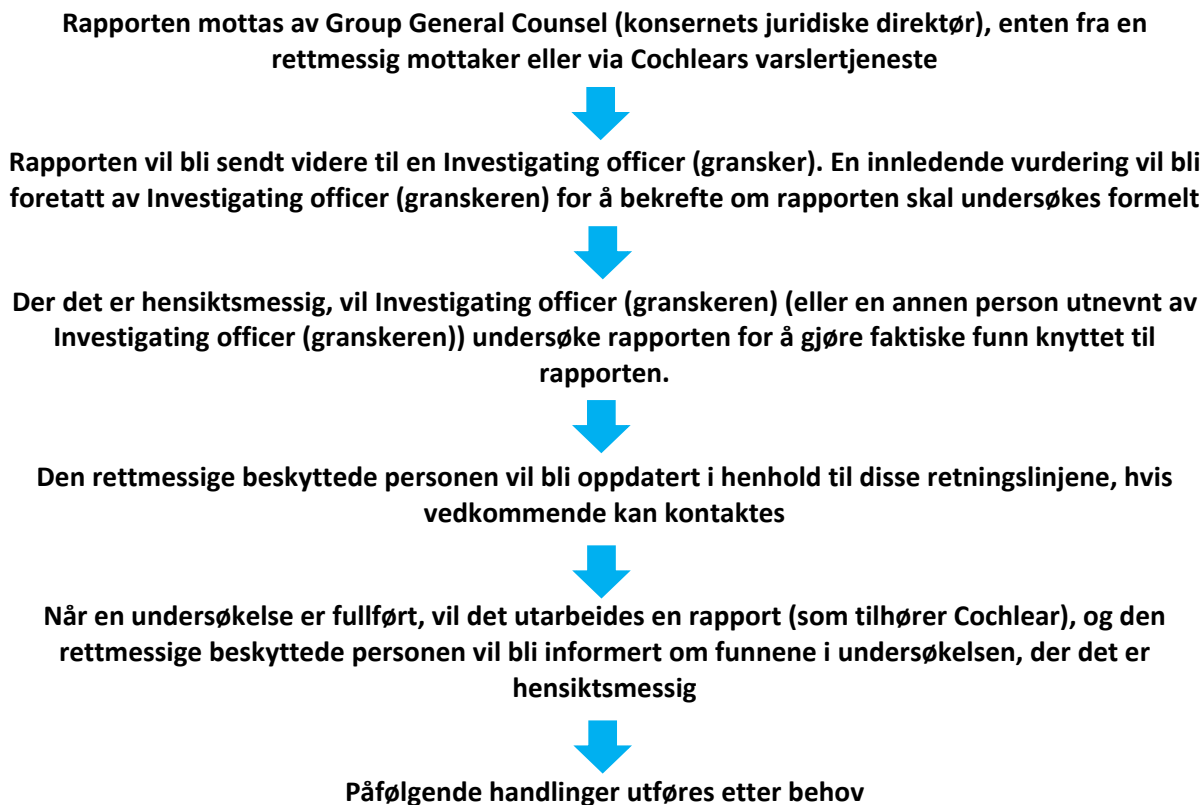 Rapporten mottas av Group General Counsel (konsernets juridiske direktør), enten fra en
rettmessig mottaker eller via Cochlears varslertjeneste
Rapporten vil bli sendt videre til en Investigating officer (gransker). En innledende vurdering vil bli
foretatt av Investigating officer (granskeren) for å bekrefte om rapporten skal undersøkes formelt
Der det er hensiktsmessig, vil Investigating officer (granskeren) (eller en annen person utnevnt av
Investigating officer (granskeren)) undersøke rapporten for å gjøre faktiske funn knyttet til
rapporten.
Den rettmessige beskyttede personen vil bli oppdatert i henhold til disse retningslinjene, hvis
vedkommende kan kontaktes
Når en undersøkelse er fullført, vil det utarbeides en rapport (som tilhører Cochlear), og den
rettmessige beskyttede personen vil bli informert om funnene i undersøkelsen, der det er
hensiktsmessig
Påfølgende handlinger utføres etter behov